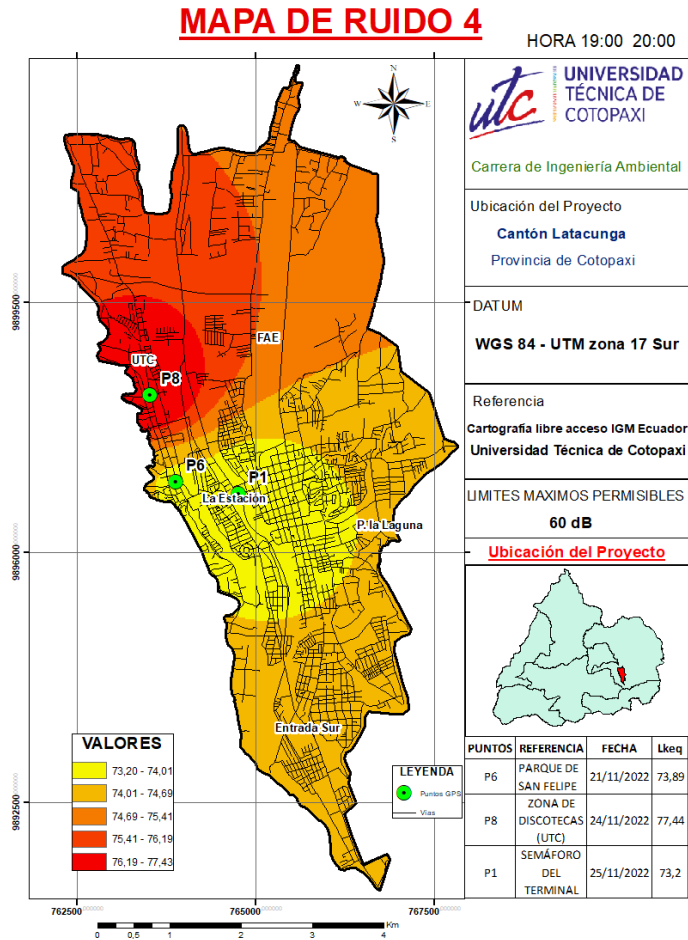 MAPA DE RUIDO 4
HORA 19:00 20:00
N
W
E
S
utc
UNIVERSIDAD
TÉCNICA DE
COTOPAXI
Carrera de Ingeniería Ambiental
Ubicación del Proyecto
Cantón Latacunga
Provincia de Cotopaxi
DATUM
WGS 84 - UTM zona 17 Sur
Referencia
Cartografia libre acceso IGM Ecuador
Universidad Técnica de Cotopaxi
LIMITES MAXIMOS PERMISIBLES
60 dB
Ubicación del Proyecto
9899500
9896000
9892500
FAE
UTC
P8
P6
P1
La Estación
P. la Laguna
Entrada Sur
VALORES
73,20 - 74,01
74,01 - 74,69
74,69 - 75,41
75,41 - 76,19
76,19 - 77,43
LEYENDA
Puntos GPS
Vias
PUNTOS REFERENCIA FECHA Lkeq
P6 PARQUE DE SAN FELIPE 21/11/2022 73,89
P8 ZONA DE DISCOTECAS (UTC) 24/11/2022 77,44
P1 SEMÁFORO DEL TERMINAL 25/11/2022 73,2
762500 765000 767500
0 0,5 1 2 3 4 Km